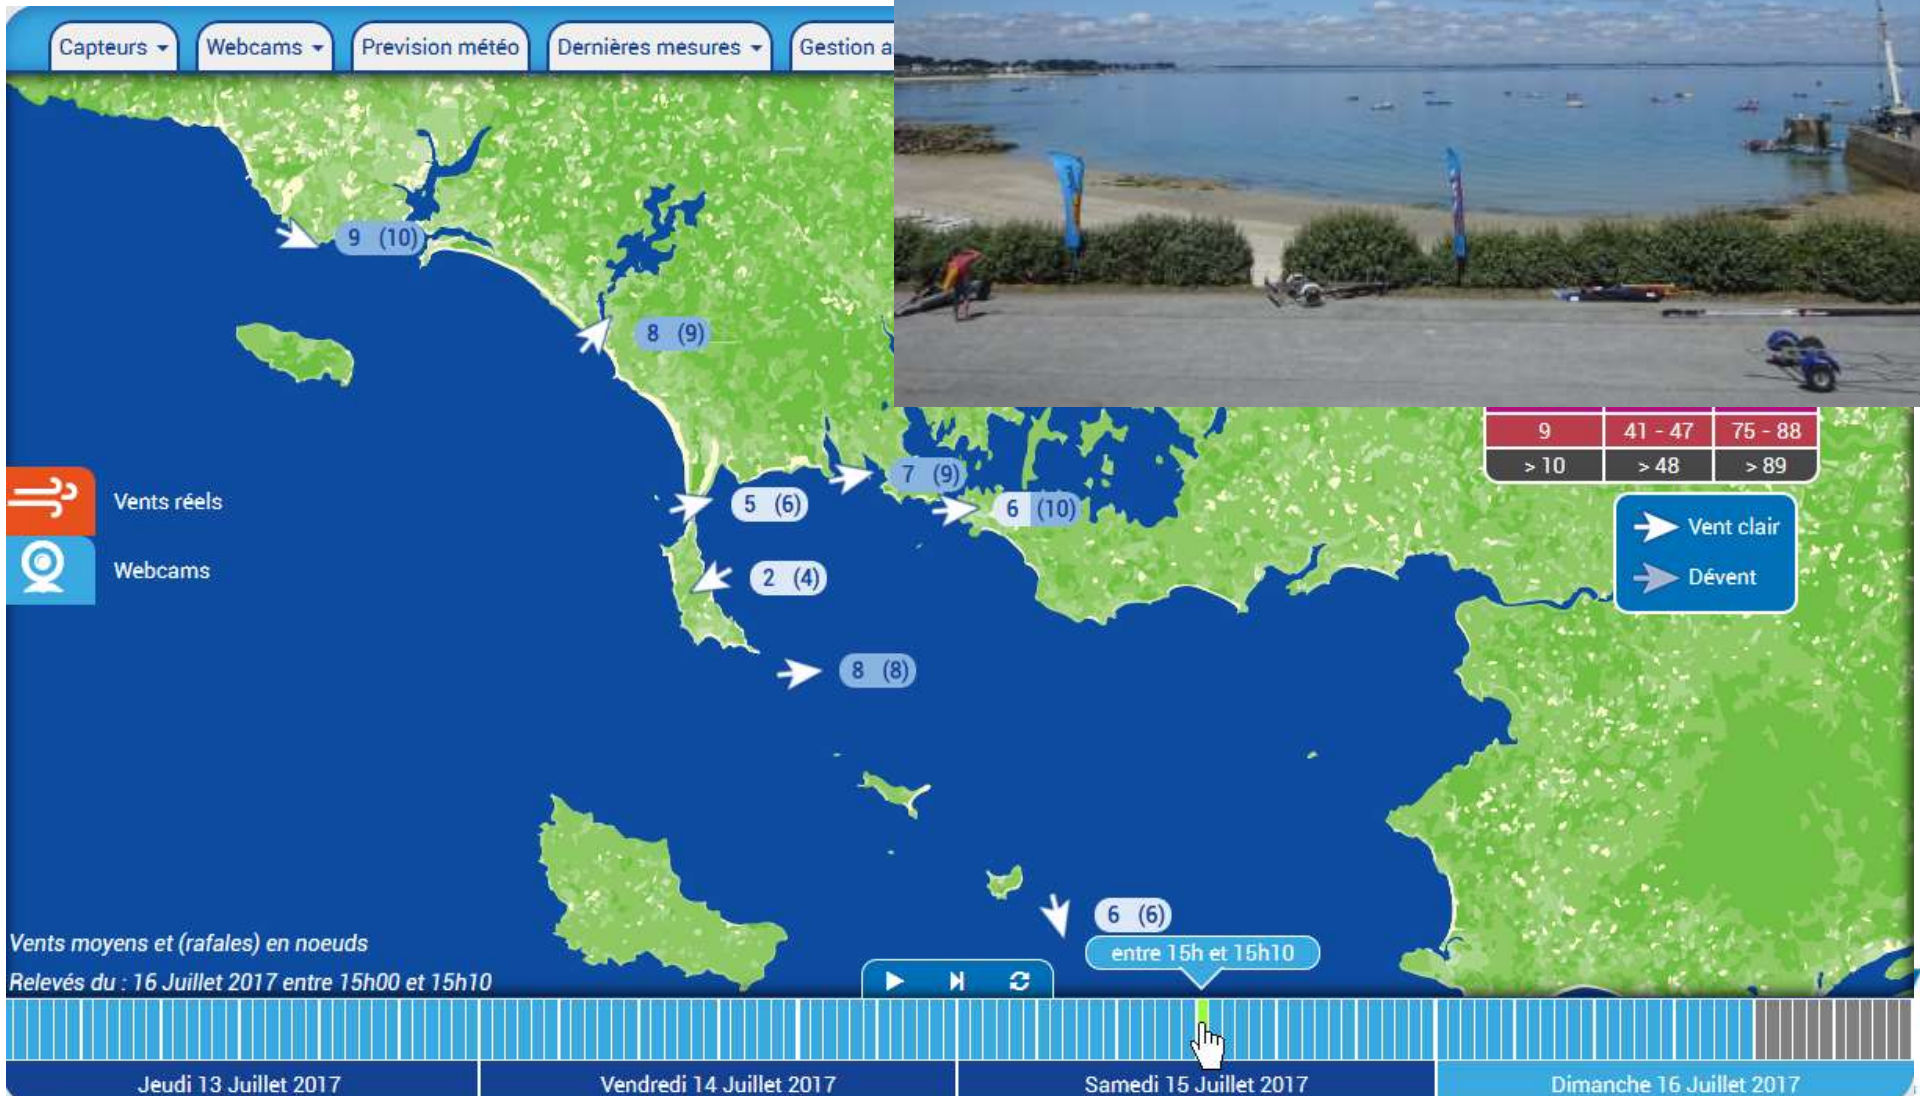 Capteurs
Webcams
Prevision météo
Dernières mesures
Gestion a
9 (10)
8 (9)
9 41 - 47 75 - 88
> 10 > 48 > 89
7 (9)
Vents réels
5 (6)
6 (10)
Vent clair
Webcams
2 (4)
Dévent
8 (8)
6 (6)
Vents moyens et (rafales) en noeuds
entre 15h et 15h10
Relevés du : 16 Juillet 2017 entre 15h00 et 15h10
Jeudi 13 Juillet 2017
Vendredi 14 Juillet 2017
Samedi 15 Juillet 2017
Dimanche 16 Juillet 2017